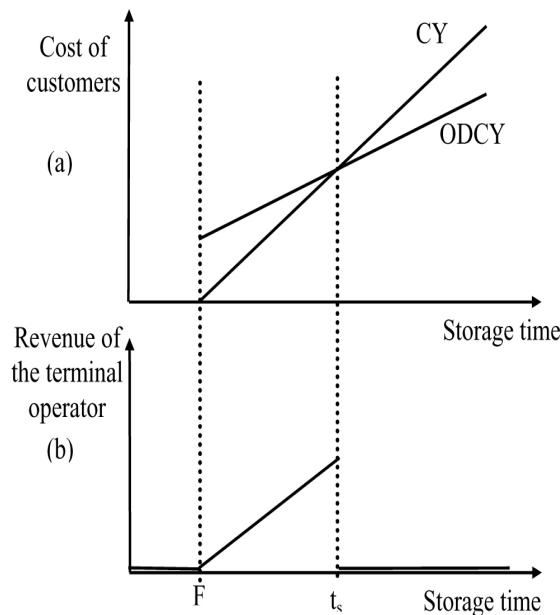 Cost of
customers
(a)
CY
ODCY
Storage time
Revenue of
the terminal
operator
(b)
F
tₛ
Storage time